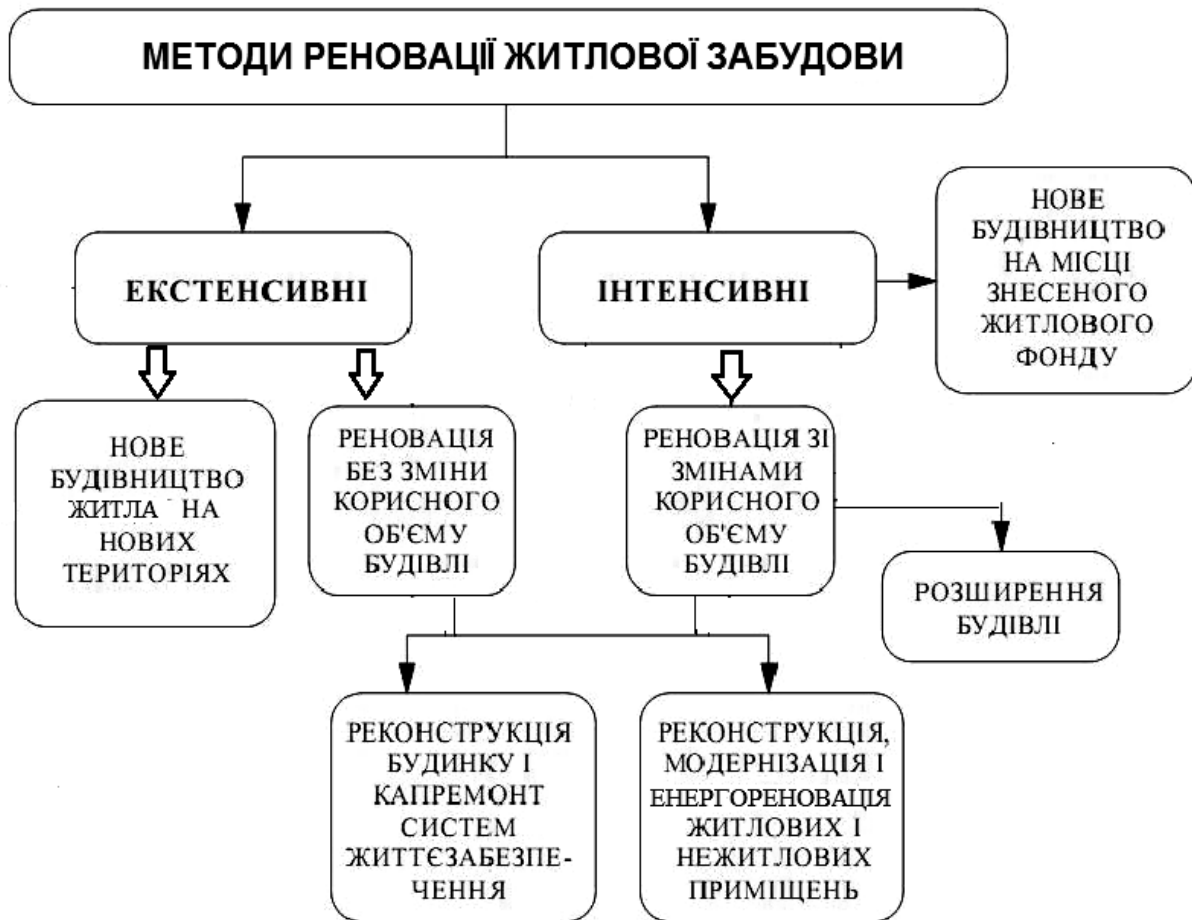 МЕТОДИ РЕНОВАЦІЇ ЖИТЛОВОЇ ЗАБУДОВИ
ЕКСТЕНСИВНІ
ІНТЕНСИВНІ
НОВЕ
БУДІВНИЦТВО
НА МІСЦІ
ЗНЕСЕНОГО
ЖИТЛОВОГО
ФОНДУ
НОВЕ
БУДІВНИЦТВО
ЖИТЛА НА
НОВИХ
ТЕРИТОРІЯХ
РЕНОВАЦІЯ
БЕЗ ЗМІНИ
КОРИСНОГО
ОБ'ЄМУ
БУДІВЛІ
РЕНОВАЦІЯ ЗІ
ЗМІНАМИ
КОРИСНОГО
ОБ'ЄМУ
БУДІВЛІ
РОЗШИРЕННЯ
БУДІВЛІ
РЕКОНСТРУКЦІЯ
БУДИНКУ І
КАПРЕМОНТ
СИСТЕМ
ЖИТТЄЗАБЕЗПЕ-
ЧЕННЯ
РЕКОНСТРУКЦІЯ,
МОДЕРНІЗАЦІЯ І
ЕНЕРГОРЕНОВАЦІЯ
ЖИТЛОВИХ І
НЕЖИТЛОВИХ
ПРИМІЩЕНЬ